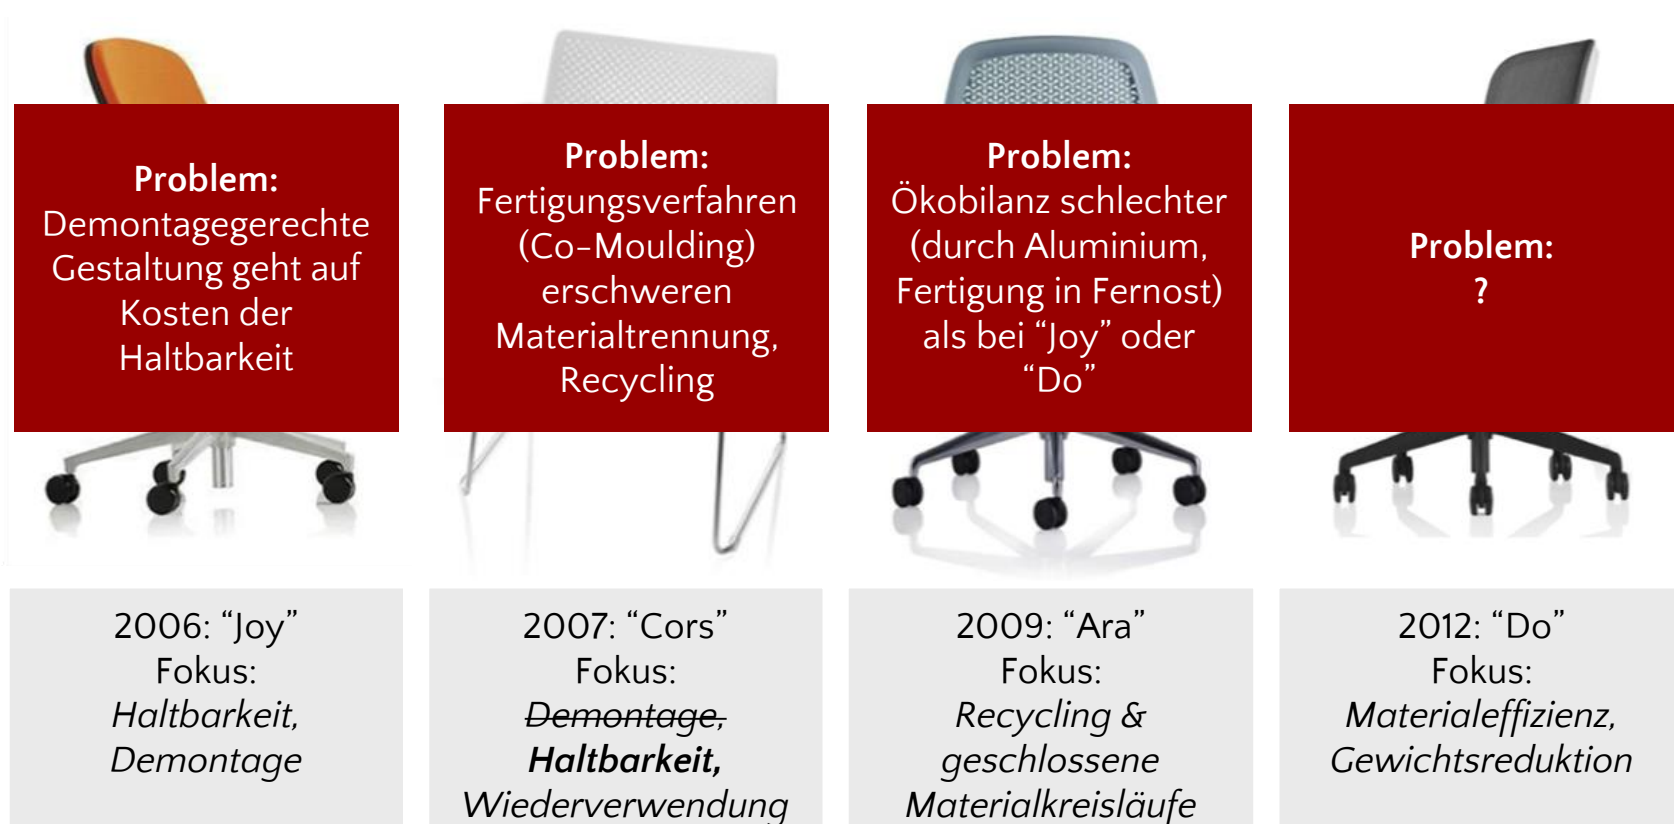 Problem:
Demontagegerechte
Gestaltung geht auf
Kosten der
Haltbarkeit
Problem:
Fertigungsverfahren
(Co-Moulding)
erschweren
Materialtrennung,
Recycling
Problem:
Ökobilanz schlechter
(durch Aluminium,
Fertigung in Fernost)
als bei “Joy” oder
“Do”
Problem:
?
2006: “Joy”
Fokus:
Haltbarkeit,
Demontage
2007: “Cors”
Fokus:
Demontage,
Haltbarkeit,
Wiederverwendung
2009: “Ara”
Fokus:
Recycling &
geschlossene
Materialkreisläufe
2012: “Do”
Fokus:
Materialeffizienz,
Gewichtsreduktion